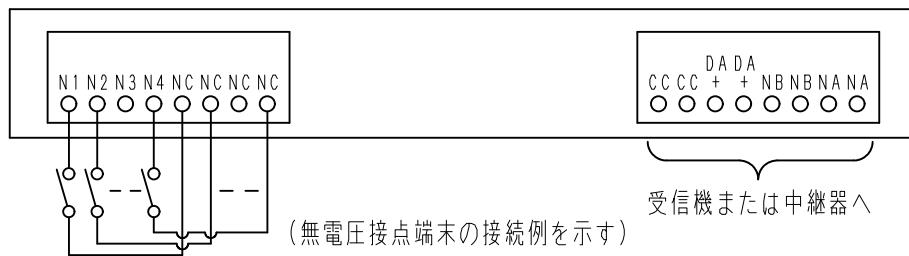 N1 N2 N3 N4 NC NC NC NC
DA DA
CC CC + + NB NB NA NA
受信機または中継器へ
(無電圧接点端末の接続例を示す)